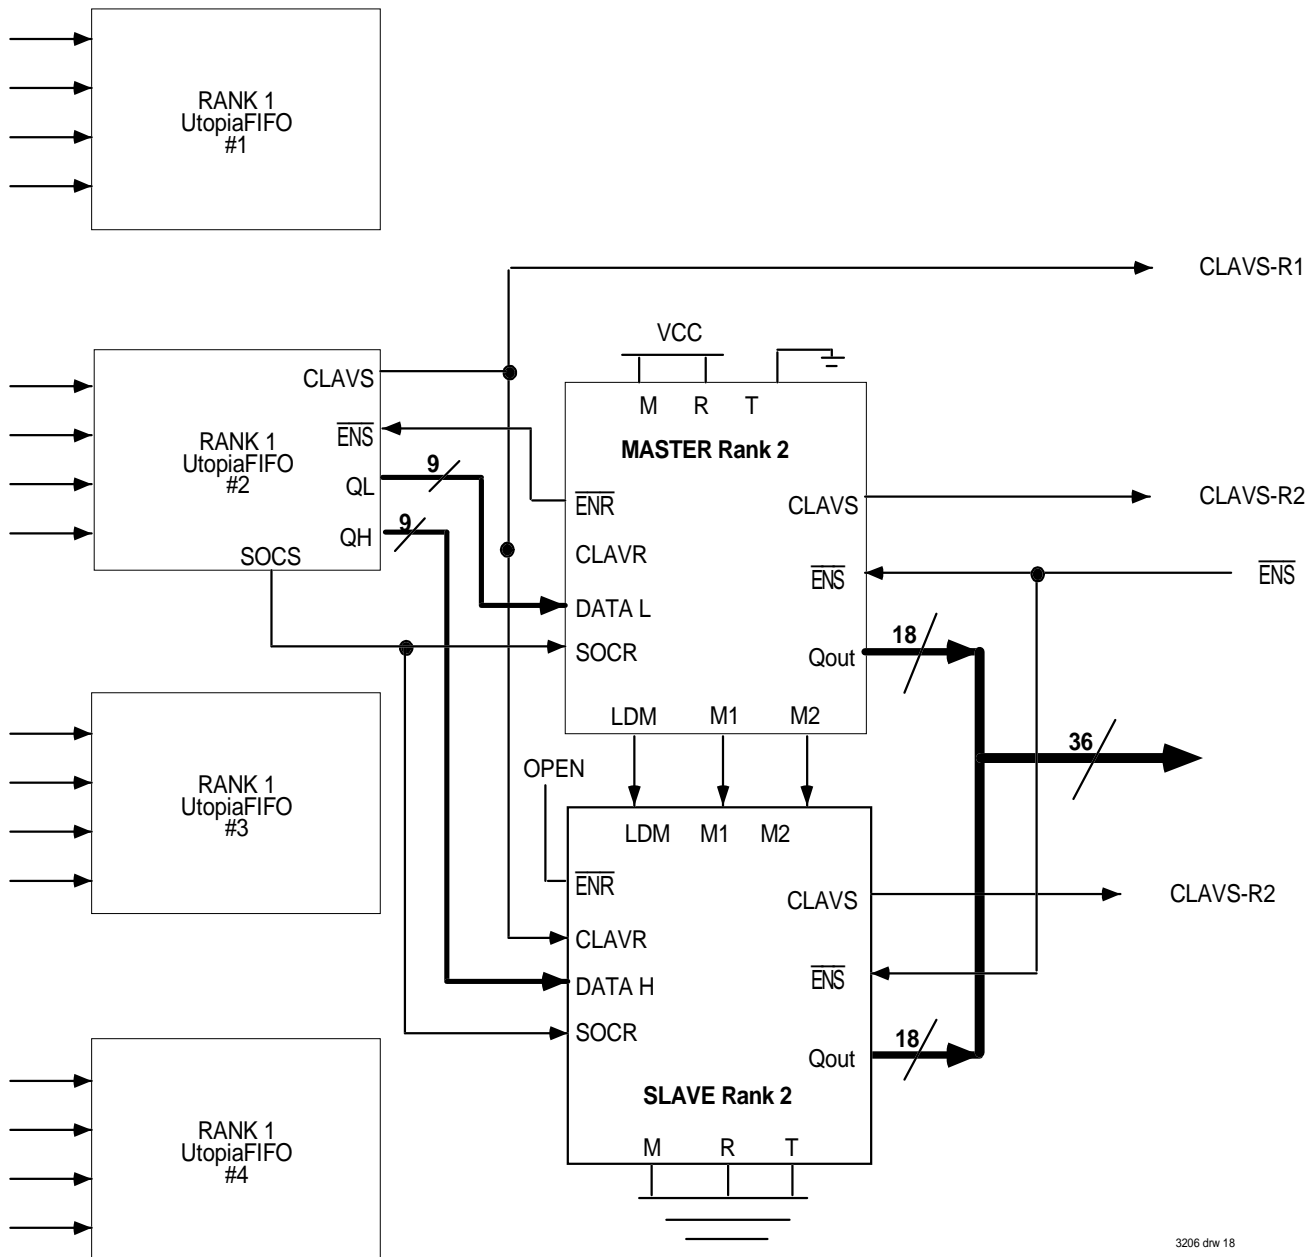 RANK 1
UtopiaFIFO
#1
CLAVS-R1
VCC
CLAVS
M R T
RANK 1
UtopiaFIFO
#2
ENS
MASTER Rank 2
QL
9
ENR
CLAVS
CLAVS-R2
QH
9
SOCS
CLAVR
ENS
ENS
DATA L
18
SOCR
Qout
LDM M1 M2
36
OPEN
RANK 1
UtopiaFIFO
#3
LDM M1 M2
ENR
CLAVS
CLAVS-R2
CLAVR
DATA H
ENS
SOCR
18
Qout
SLAVE Rank 2
RANK 1
UtopiaFIFO
#4
M R T
3206 drw 18